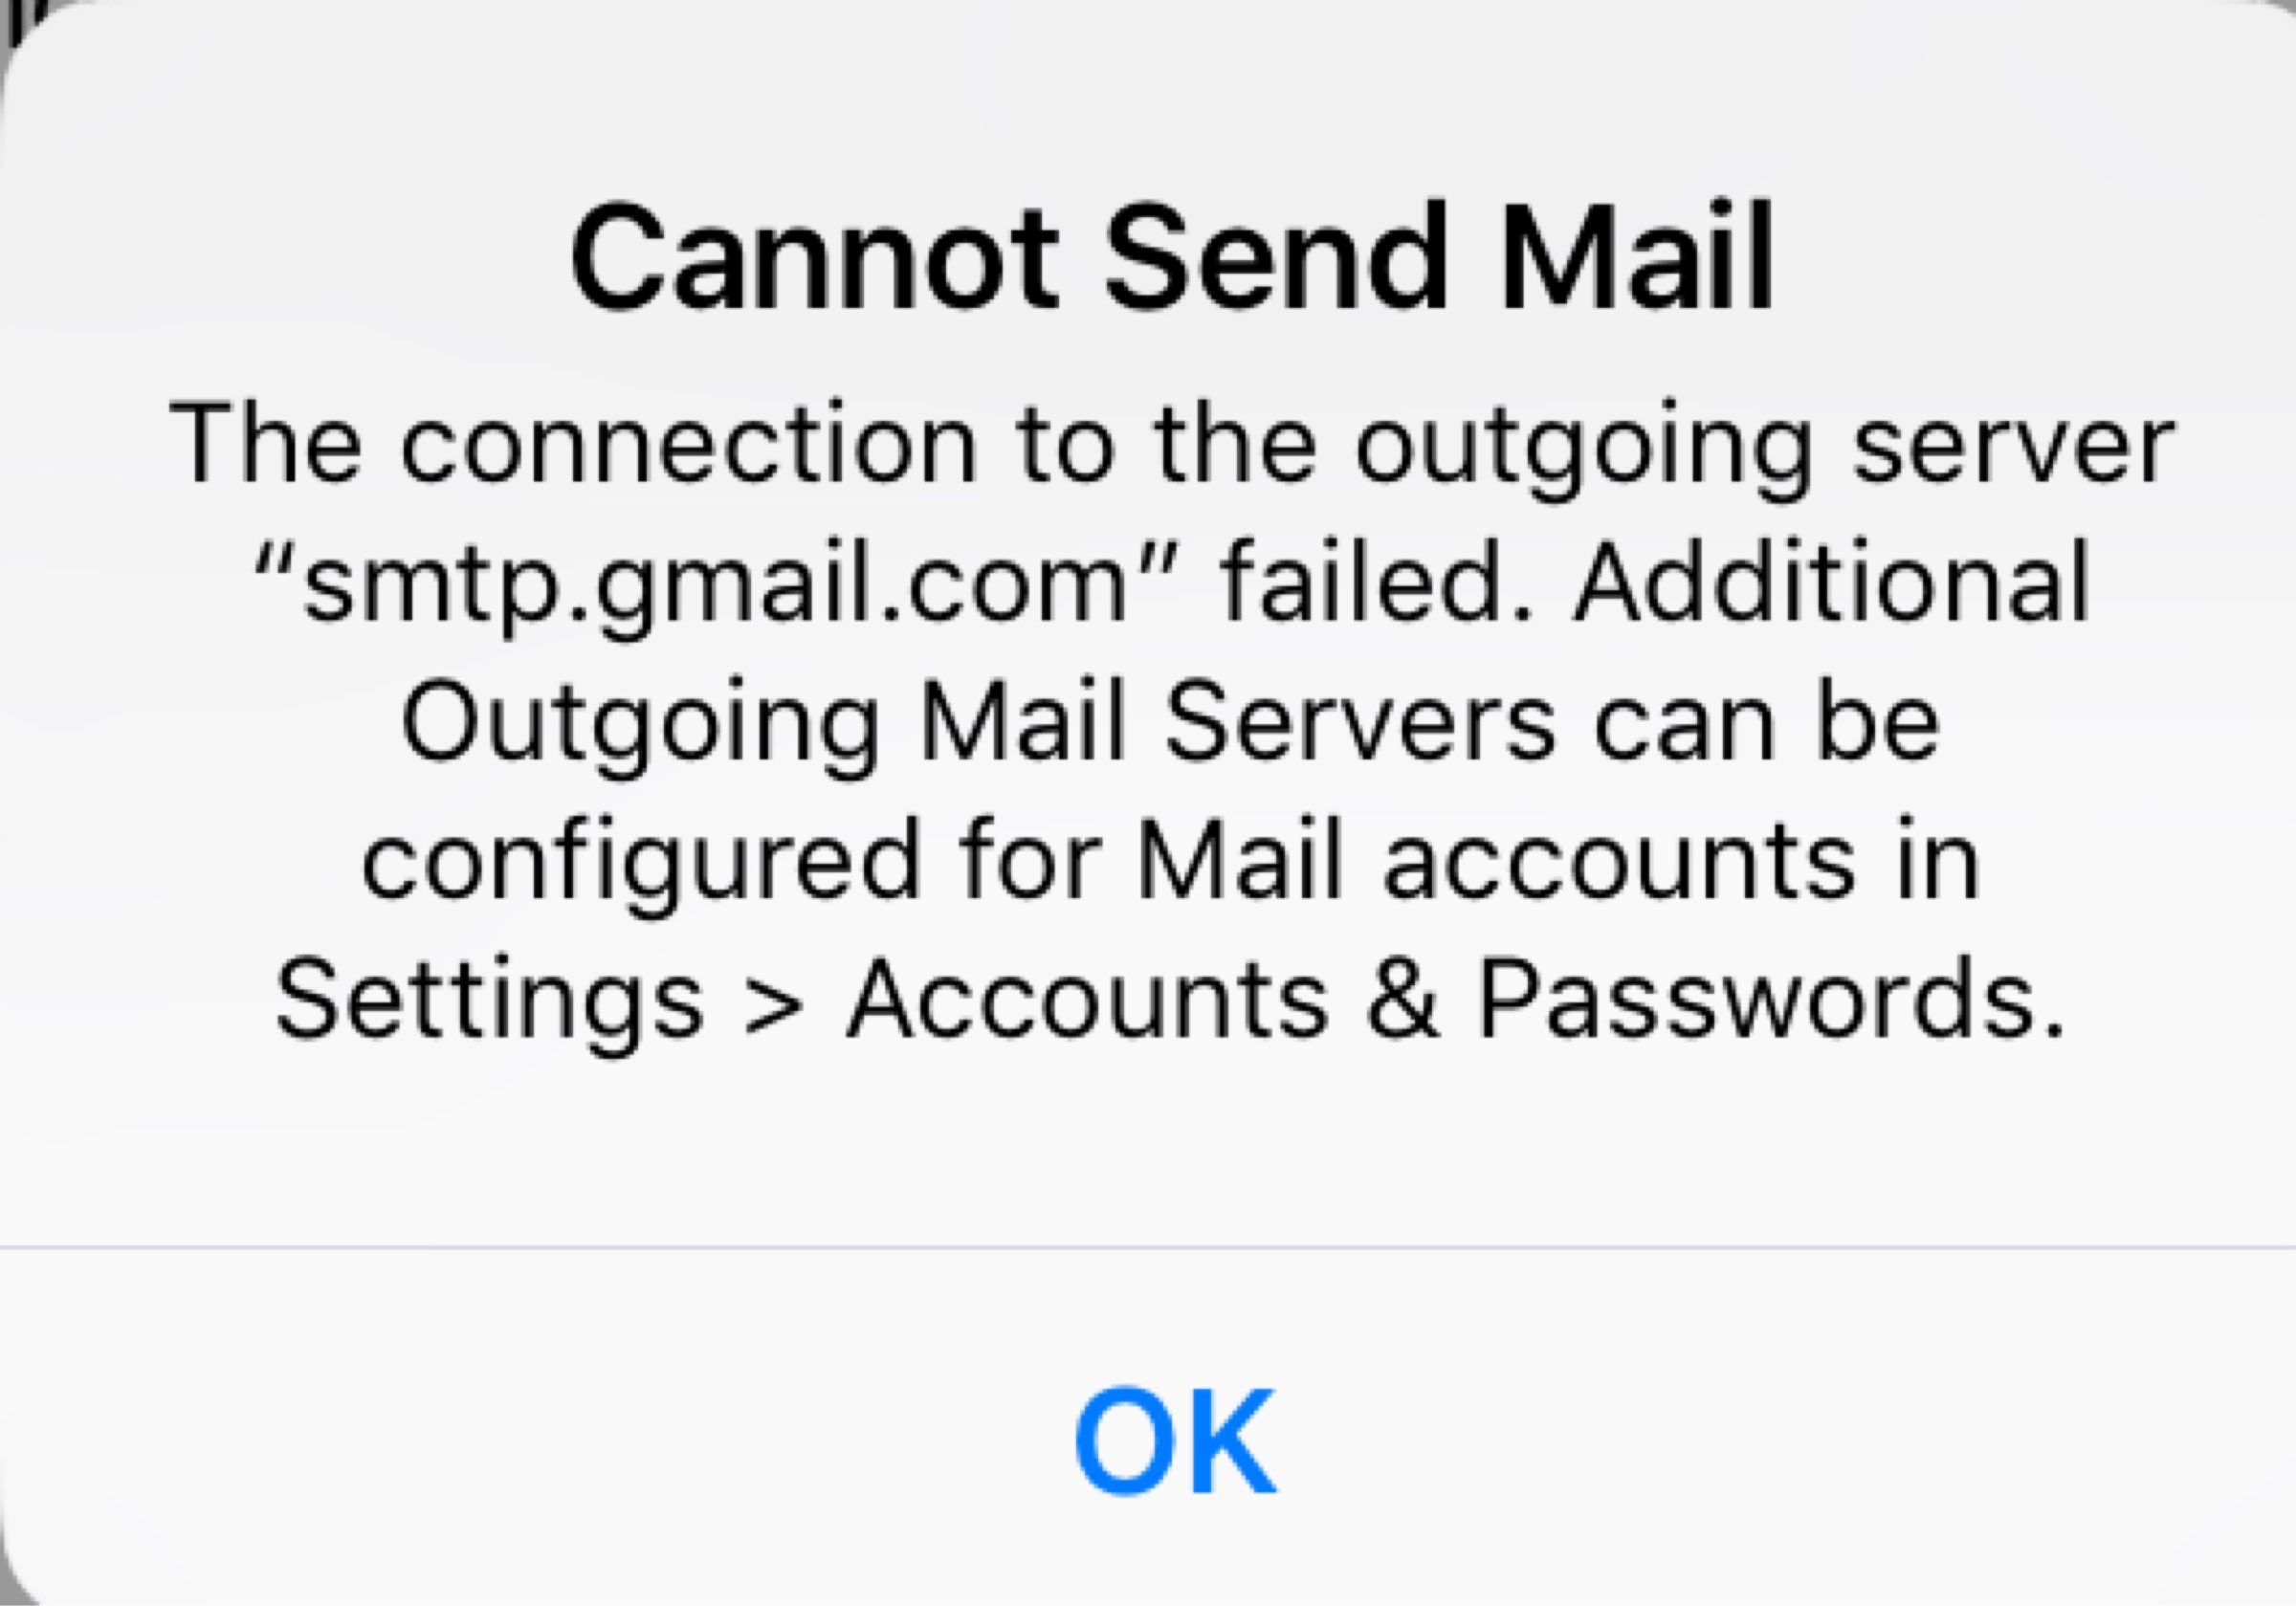 Cannot Send Mail
The connection to the outgoing server
“smtp.gmail.com” failed. Additional
Outgoing Mail Servers can be
configured for Mail accounts in
Settings > Accounts & Passwords.
OK